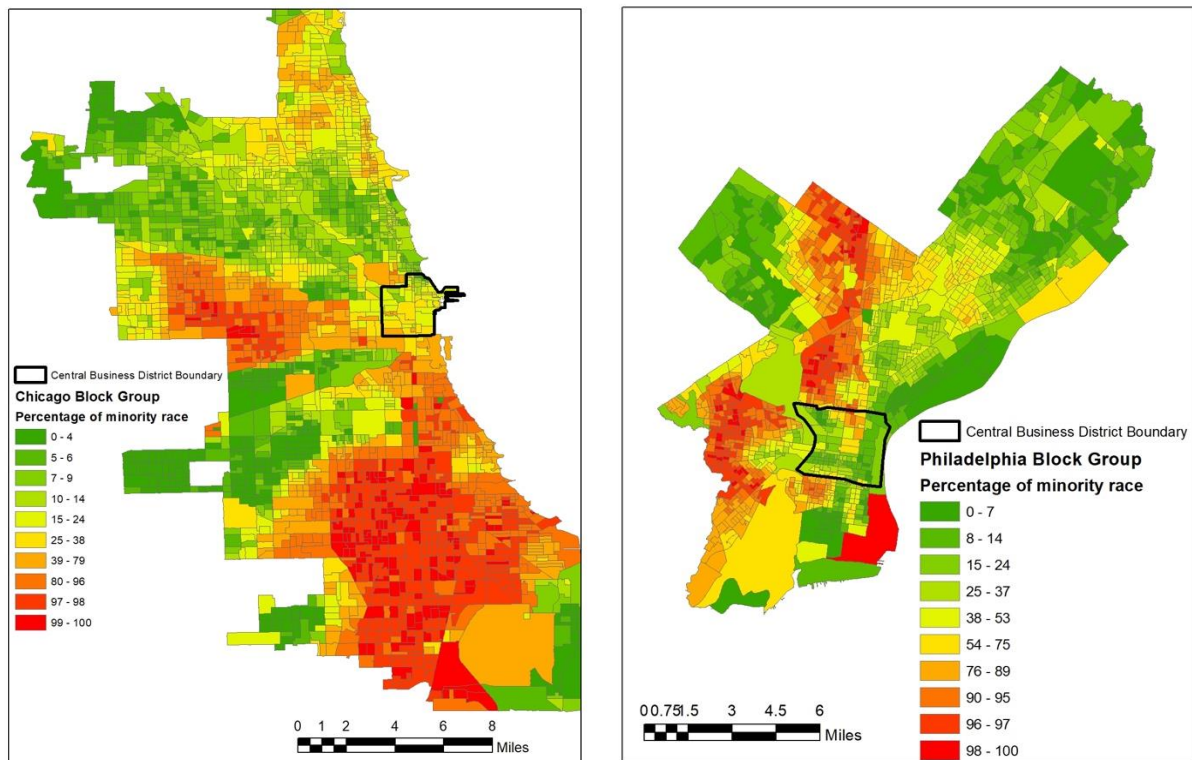 Central Business District Boundary
Chicago Block Group
Percentage of minority race
0 - 4
5 - 6
7 - 9
10 - 14
15 - 24
25 - 38
39 - 79
80 - 96
97 - 98
99 - 100
0 1 2 4 6 8
Miles
Central Business District Boundary
Philadelphia Block Group
Percentage of minority race
0 - 7
8 - 14
15 - 24
25 - 37
38 - 53
54 - 75
76 - 89
90 - 95
96 - 97
98 - 100
0 0.75 1.5 3 4.5 6
Miles